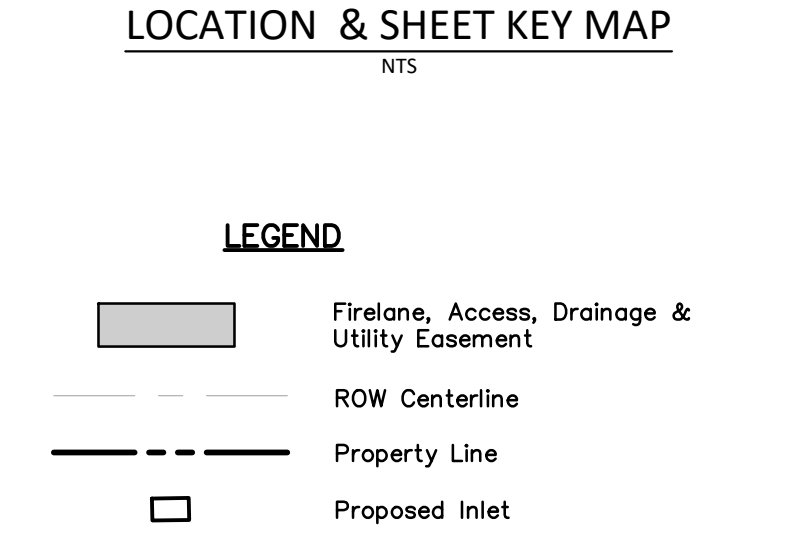 LOCATION & SHEET KEY MAP
NTS
LEGEND
Firelane, Access, Drainage &
Utility Easement
ROW Centerline
Property Line
Proposed Inlet